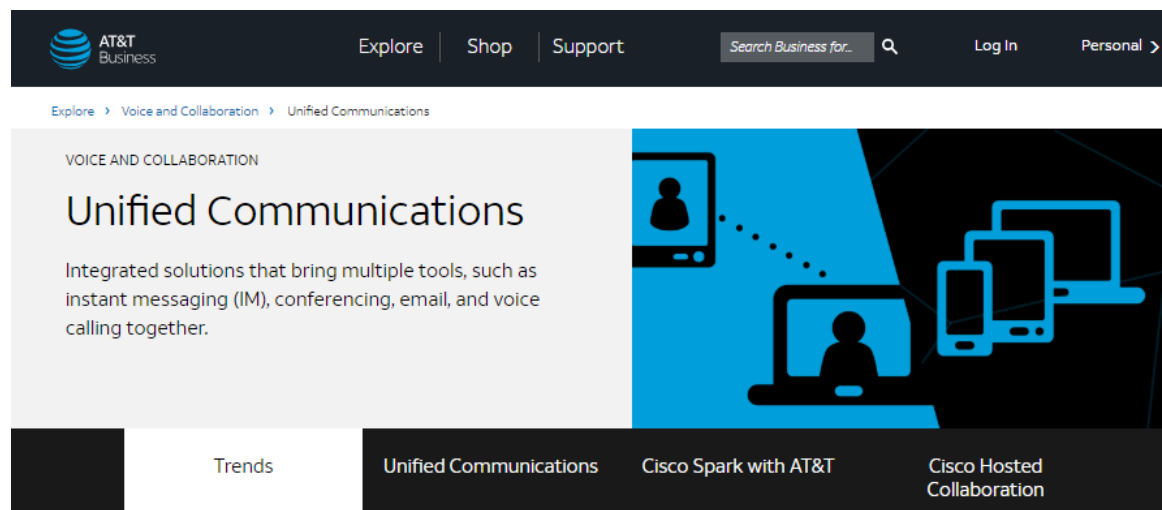 AT&T
Business
Explore
Shop
Support
Search Business for...
Log In
Personal >
Explore > Voice and Collaboration > Unified Communications
VOICE AND COLLABORATION
Unified Communications
Integrated solutions that bring multiple tools, such as
instant messaging (IM), conferencing, email, and voice
calling together.
Trends
Unified Communications
Cisco Spark with AT&T
Cisco Hosted
Collaboration